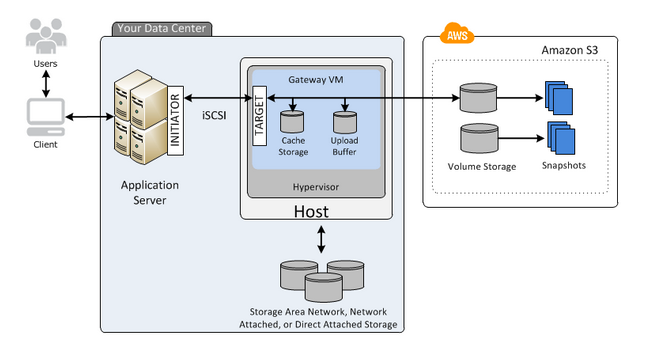 Your Data Center
AWS
Amazon S3
Users
Client
Application
Server
INITIATOR
iSCSI
TARGET
Gateway VM
Cache
Storage
Upload
Buffer
Hypervisor
Host
Volume Storage
Snapshots
Storage Area Network, Network
Attached, or Direct Attached Storage